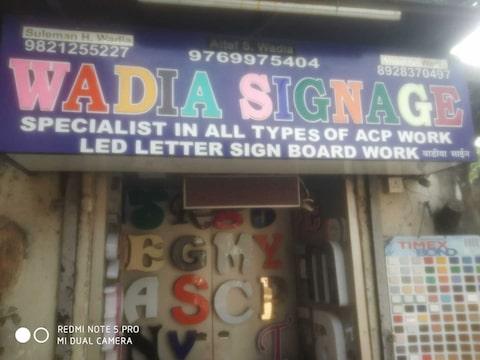 Suleman H. Wadia
9821255227
Altaf S. Wadia
9769975404
8928370497
WADIA SIGNAGE
SPECIALIST IN ALL TYPES OF ACP WORK
LED LETTER SIGN BOARD WORK वाडीया साईन
E G M Y
A S C P
TIMEX
BOND
REDMI NOTE 5 PRO
MI DUAL CAMERA